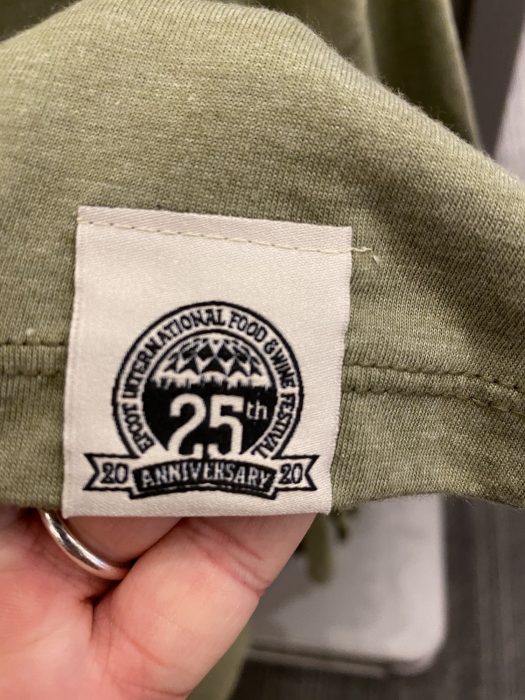 EPCOT INTERNATIONAL FOOD & WINE FESTIVAL
25th
20 ANNIVERSARY 20